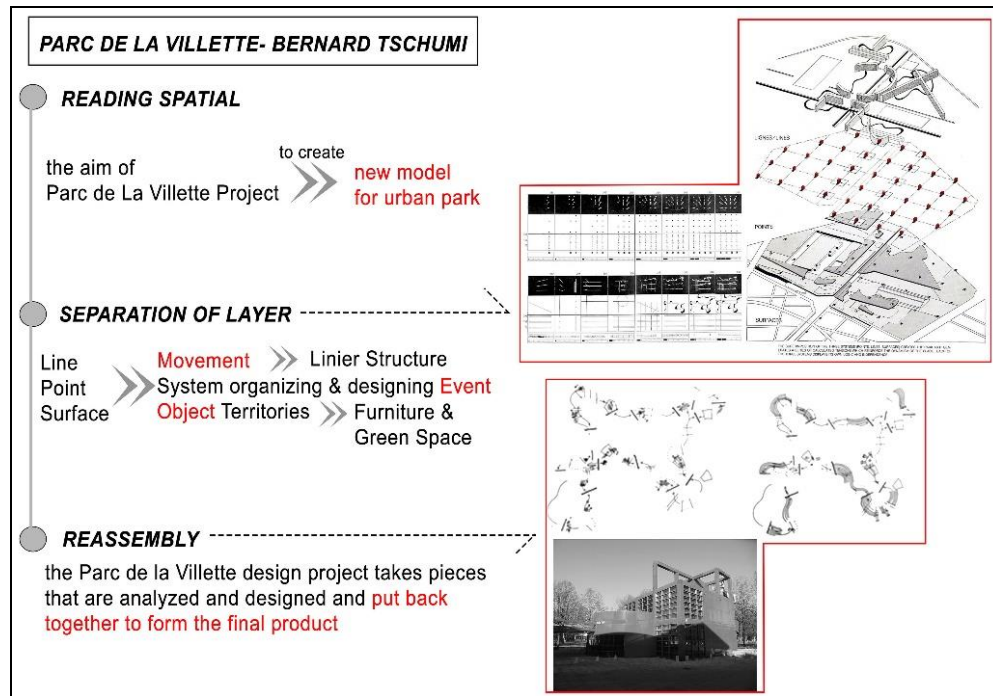 PARC DE LA VILLETTE- BERNARD TSCHUMI
READING SPATIAL
the aim of
Parc de La Villette Project
to create
new model
for urban park
SEPARATION OF LAYER
Line
Point
Surface
Movement
Linier Structure
System organizing & designing Event
Object Territories
Furniture &
Green Space
REASSEMBLY
the Parc de la Villette design project takes pieces
that are analyzed and designed and put back
together to form the final product
LIGNES/LINES
POINTS
SURFACES